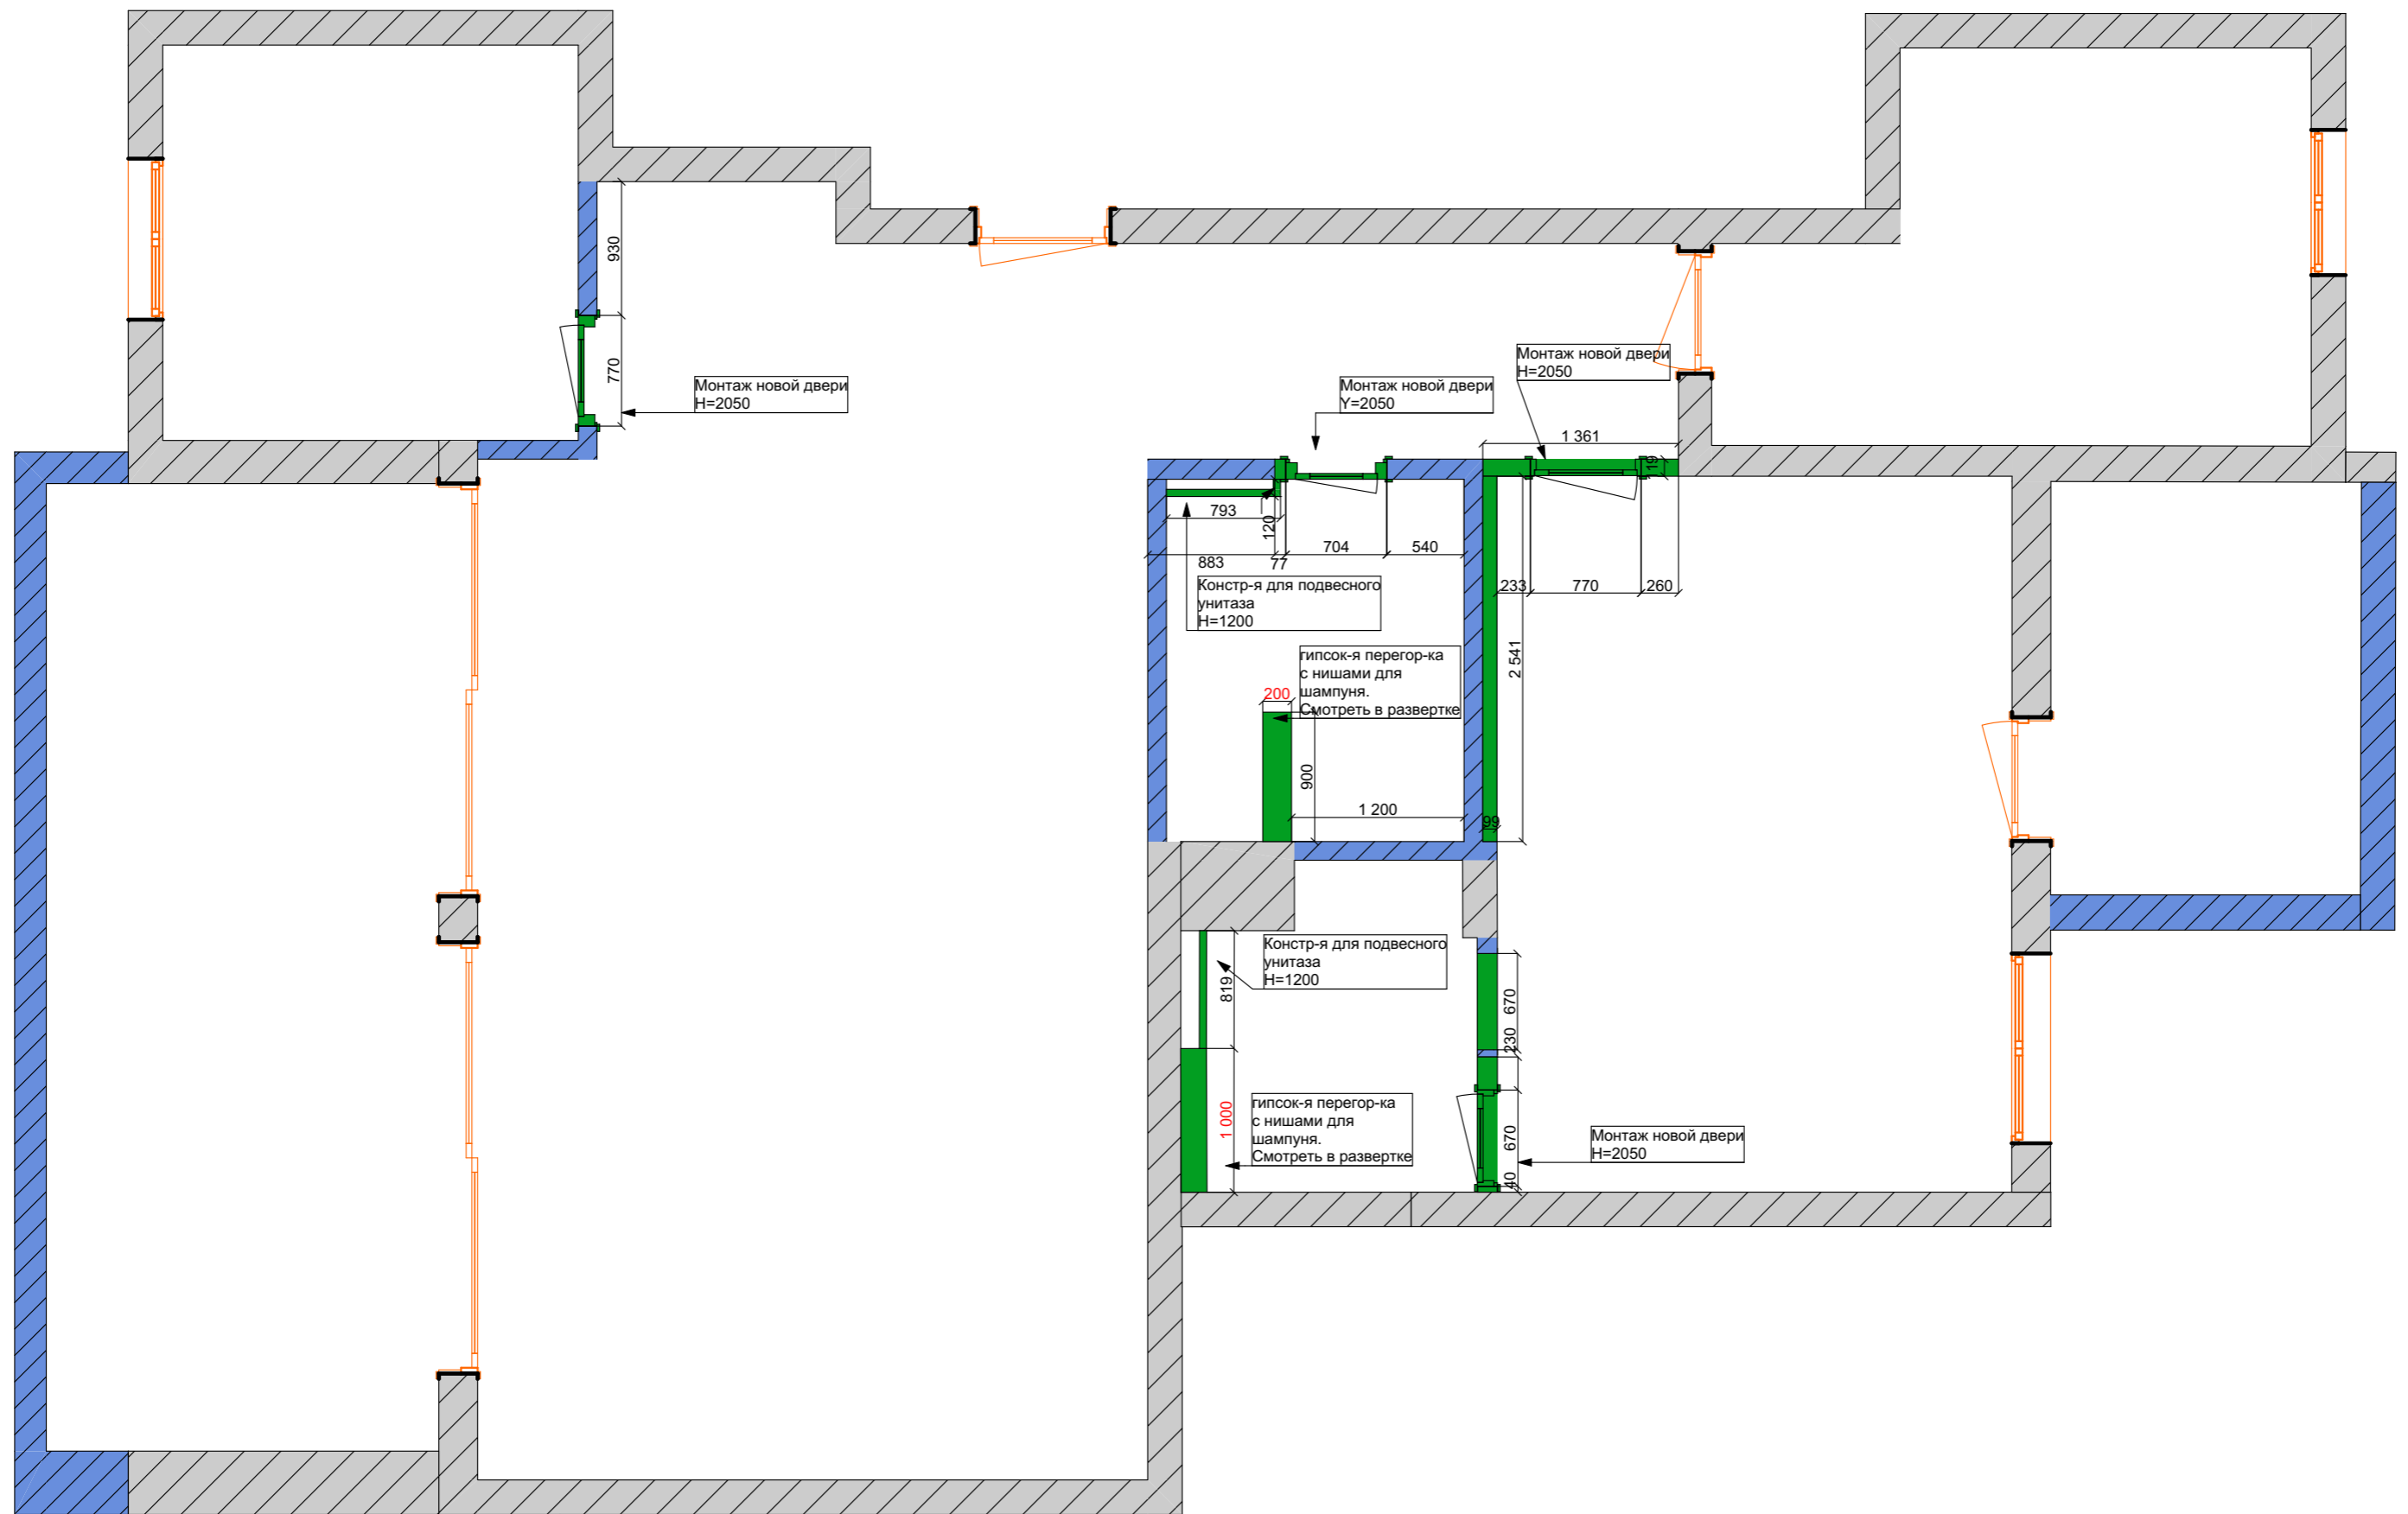 930
770
Монтаж новой двери
H=2050
Монтаж новой двери
Y=2050
Монтаж новой двери
H=2050
1 361
19
793
120
883
77
704
540
Констр-я для подвесного
унитаза
H=1200
233
770
260
2 541
гипсок-я перегор-ка
с нишами для
шампуня.
Смотреть в развертке
200
900
1 200
99
Констр-я для подвесного
унитаза
H=1200
819
670
230
1 000
гипсок-я перегор-ка
с нишами для
шампуня.
Смотреть в развертке
670
40
Монтаж новой двери
H=2050